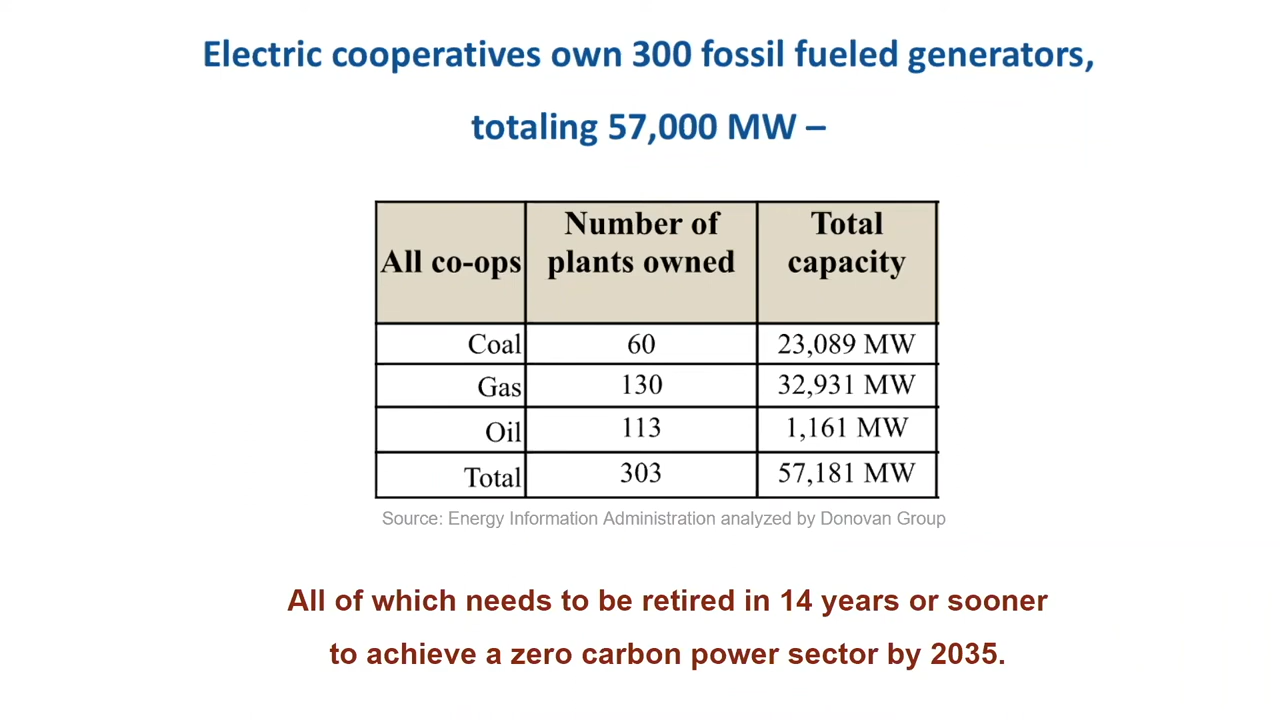 Electric cooperatives own 300 fossil fueled generators,
totaling 57,000 MW –
All co-ops Number of plants owned Total capacity
Coal 60 23,089 MW
Gas 130 32,931 MW
Oil 113 1,161 MW
Total 303 57,181 MW
Source: Energy Information Administration analyzed by Donovan Group
All of which needs to be retired in 14 years or sooner
to achieve a zero carbon power sector by 2035.